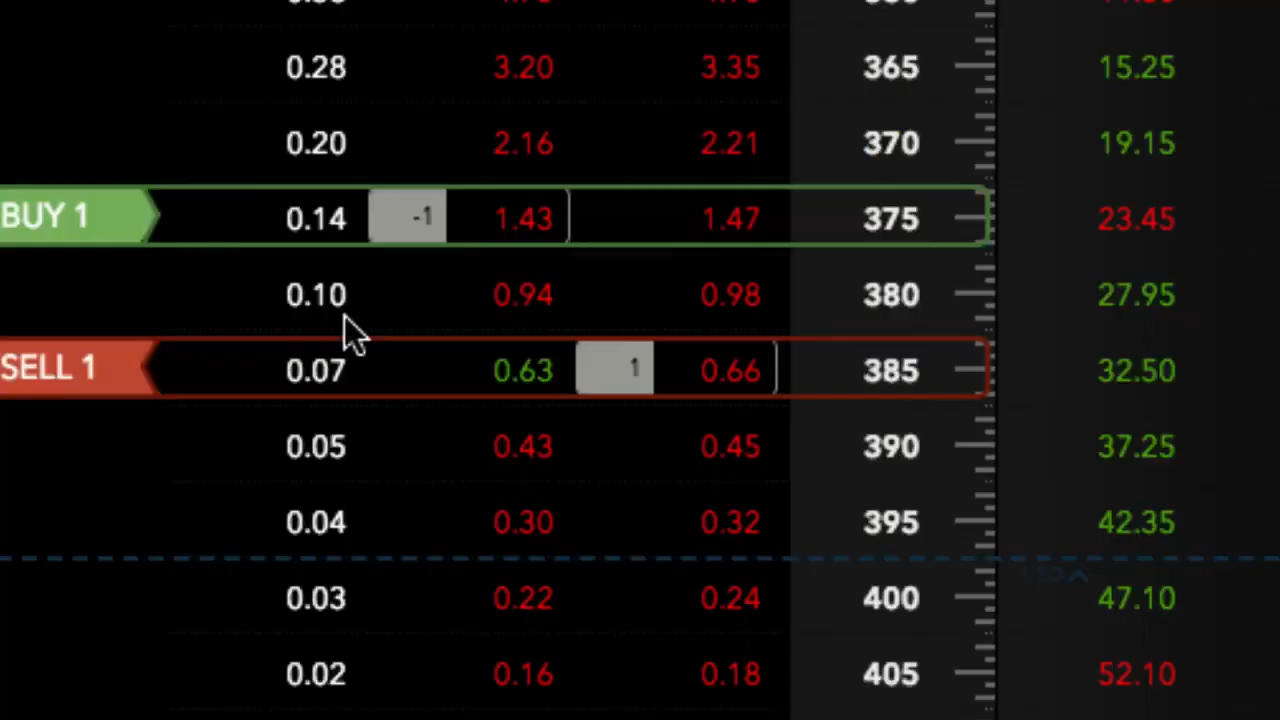 0.28 3.20 3.35 365 15.25
0.20 2.16 2.21 370 19.15
BUY 1 0.14 -1 1.43 1.47 375 23.45
0.10 0.94 0.98 380 27.95
SELL 1 0.07 0.63 1 0.66 385 32.50
0.05 0.43 0.45 390 37.25
0.04 0.30 0.32 395 42.35
0.03 0.22 0.24 400 47.10
0.02 0.16 0.18 405 52.10